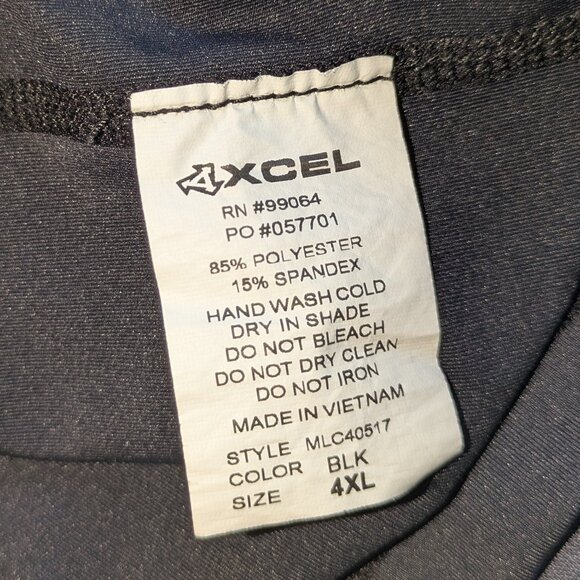 AXCEL
RN #99064
PO #057701
85% POLYESTER
15% SPANDEX
HAND WASH COLD
DRY IN SHADE
DO NOT BLEACH
DO NOT DRY CLEAN
DO NOT IRON
MADE IN VIETNAM
STYLE MLC40517
COLOR BLK
SIZE 4XL